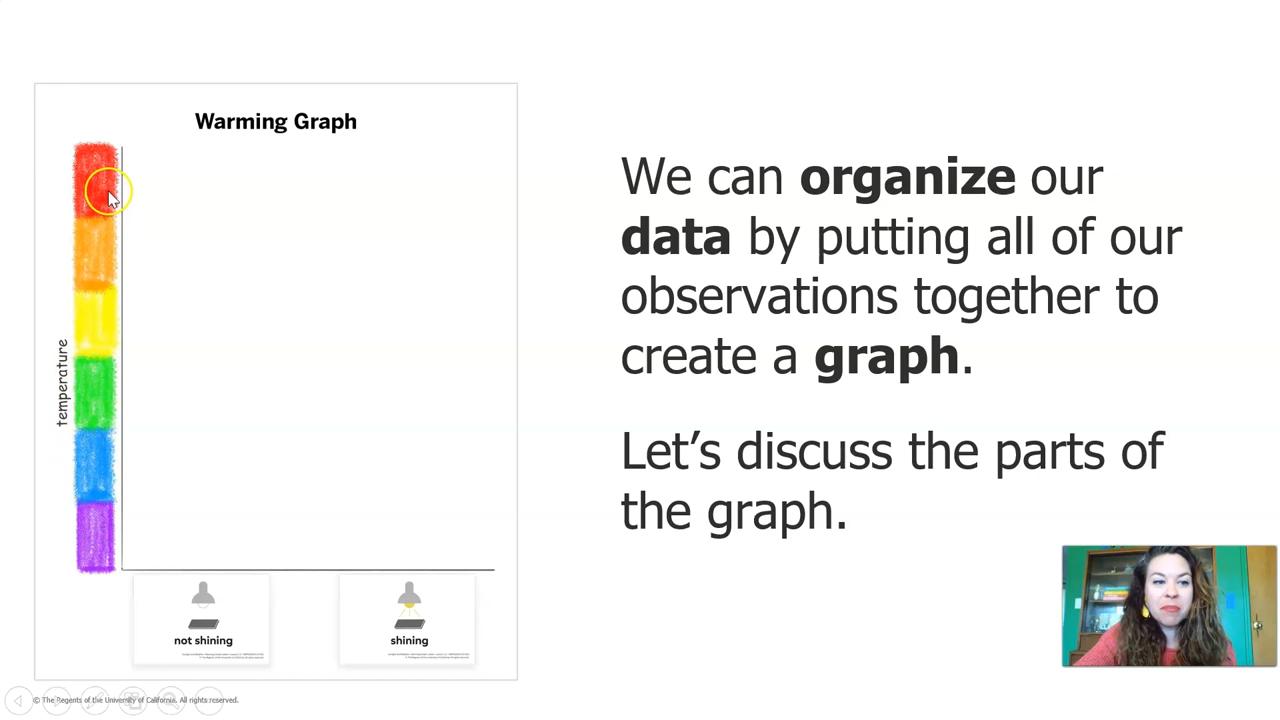 Warming Graph
temperature
not shining
shining
We can organize our
data by putting all of our
observations together to
create a graph.
Let's discuss the parts of
the graph.
© The Regents of the University of California. All rights reserved.